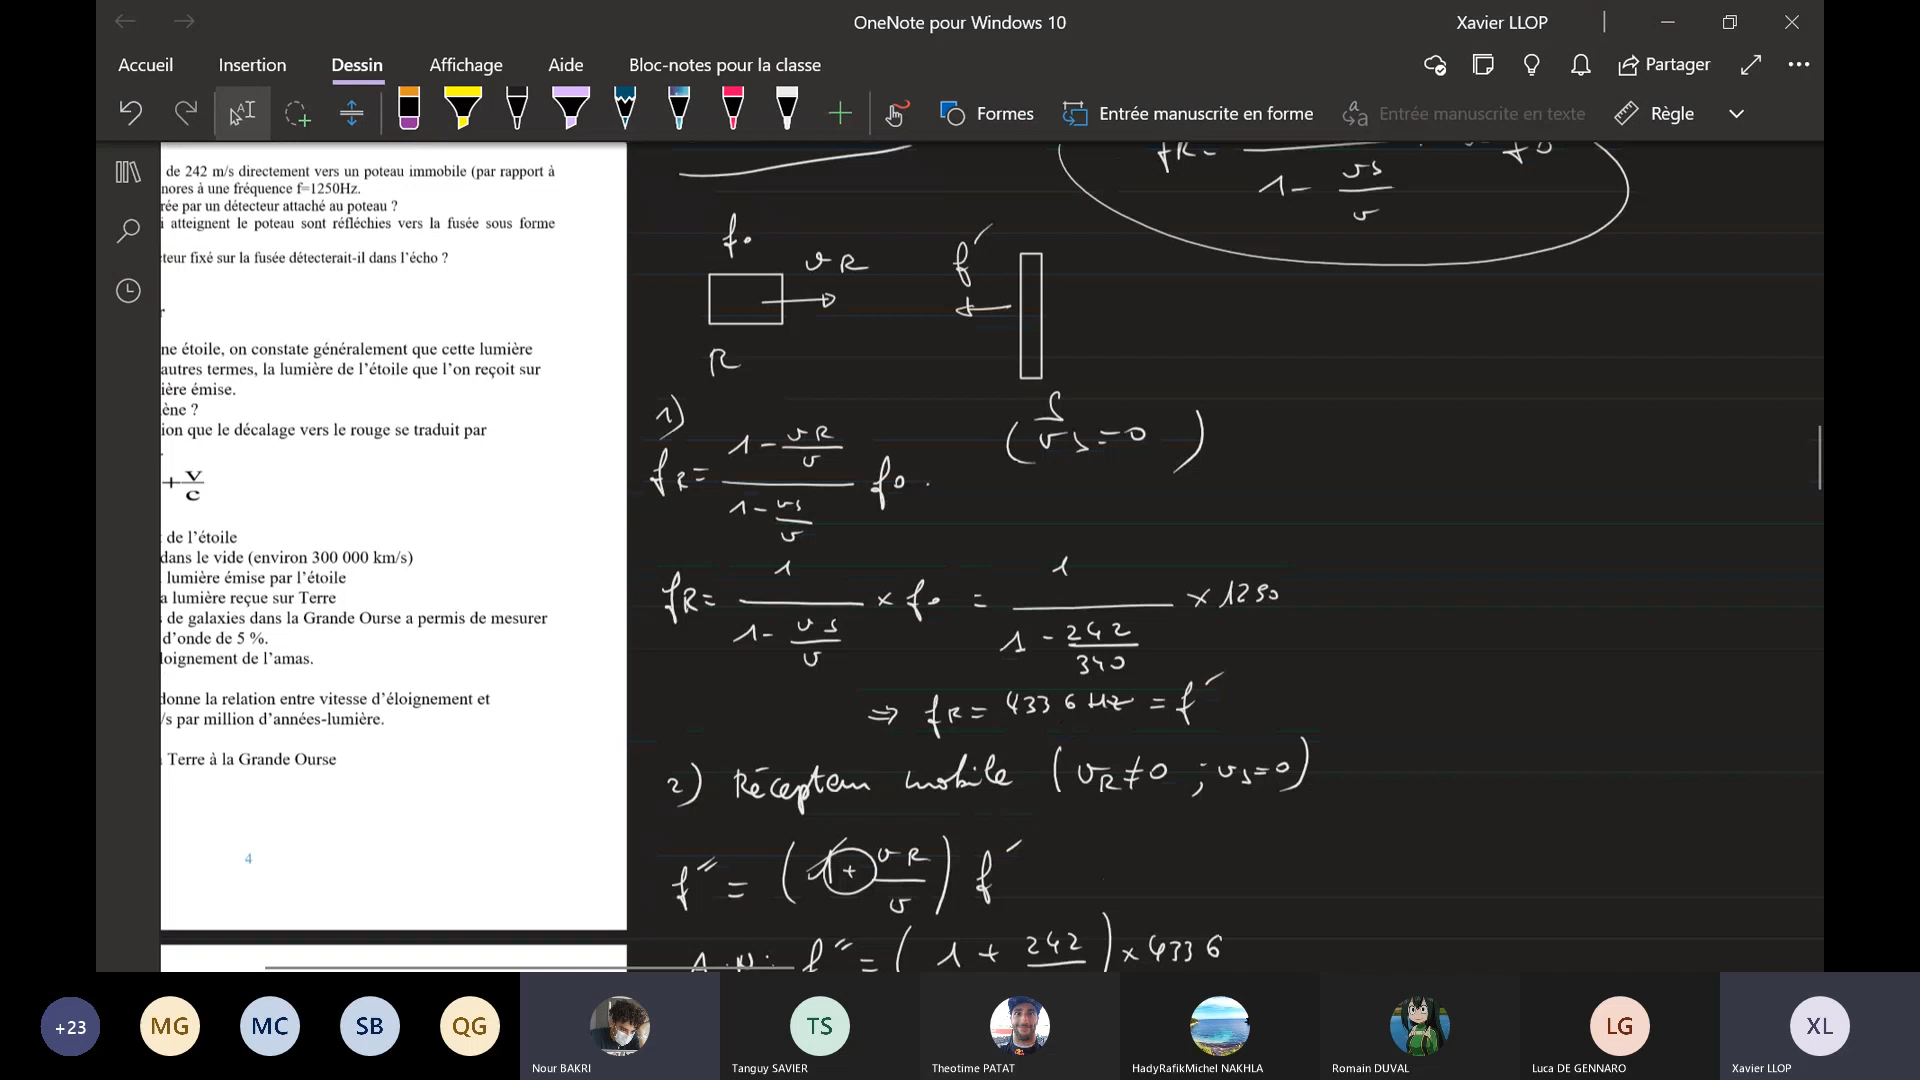 OneNote pour Windows 10
Xavier LLOP
Accueil Insertion Dessin Affichage Aide Bloc-notes pour la classe
Partager
Formes Entrée manuscrite en forme Entrée manuscrite en texte Règle
de 242 m/s directement vers un poteau immobile (par rapport à
nores à une fréquence f=1250Hz.
rée par un détecteur attaché au poteau ?
i atteignent le poteau sont réfléchies vers la fusée sous forme
teur fixé sur la fusée détecterait-il dans l'écho ?
r
ne étoile, on constate généralement que cette lumière
autres termes, la lumière de l'étoile que l'on reçoit sur
ière émise.
ène ?
ion que le décalage vers le rouge se traduit par
+ v/c
de l'étoile
dans le vide (environ 300 000 km/s)
lumière émise par l'étoile
a lumière reçue sur Terre
de galaxies dans la Grande Ourse a permis de mesurer
d'onde de 5 %.
loignement de l'amas.
donne la relation entre vitesse d'éloignement et
/s par million d'années-lumière.
Terre à la Grande Ourse
4
1 - vs/v
f0
vR
f'
R
S
(vs=0)
1)
fR = (1 - vR/v)/(1 - vs/v) f0.
fR = 1/(1 - vs/v) × f0 = 1/(1 - 242/340) × 1250
⇒ fR = 4336 Hz = f'
2) Récepteur mobile (vR≠0 ; vs=0)
f'' = (1 + vR/v) f'
A.N: f'' = (1 + 242) × 4336
+23
MG
MC
SB
QG
Nour BAKRI
TS
Tanguy SAVIER
Theotime PATAT
HadyRafikMichel NAKHLA
Romain DUVAL
LG
Luca DE GENNARO
XL
Xavier LLOP